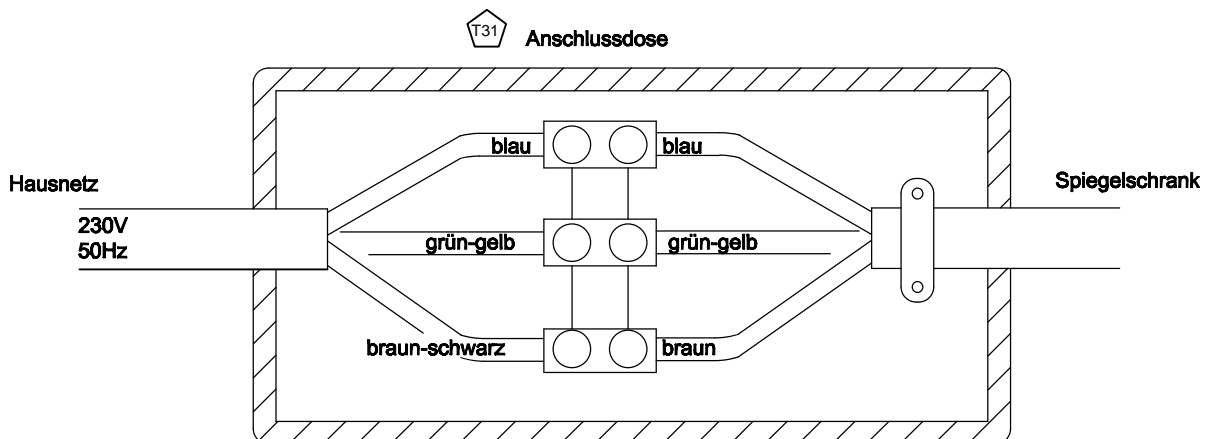 T31
Anschlussdose
blau
blau
Hausnetz
Spiegelschrank
230V
50Hz
grün-gelb
grün-gelb
braun-schwarz
braun